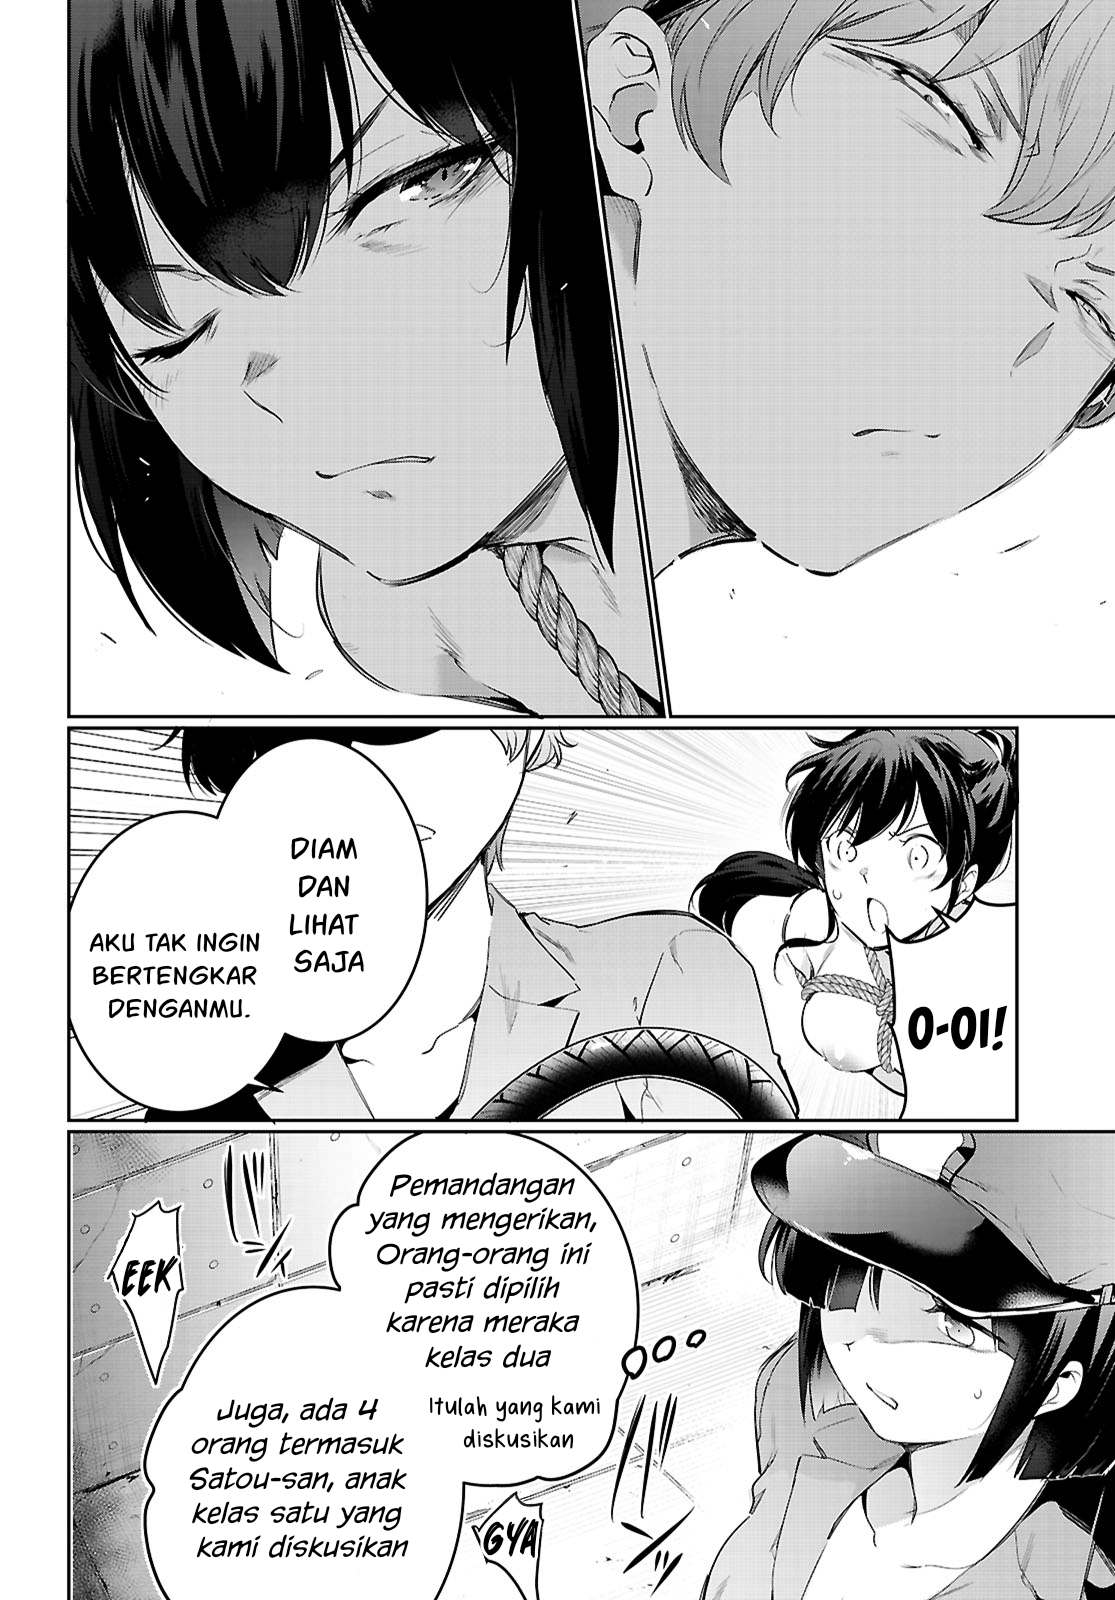 DIAM
DAN
LIHAT
SAJA
AKU TAK INGIN
BERTENGKAR
DENGANMU.
O-OI!
Pemandangan
yang mengerikan,
Orang-orang ini
pasti dipilih
karena meraka
kelas dua
Itulah yang kami
diskusikan
EEK
Juga, ada 4
orang termasuk
Satou-san, anak
kelas satu yang
kami diskusikan
GYA